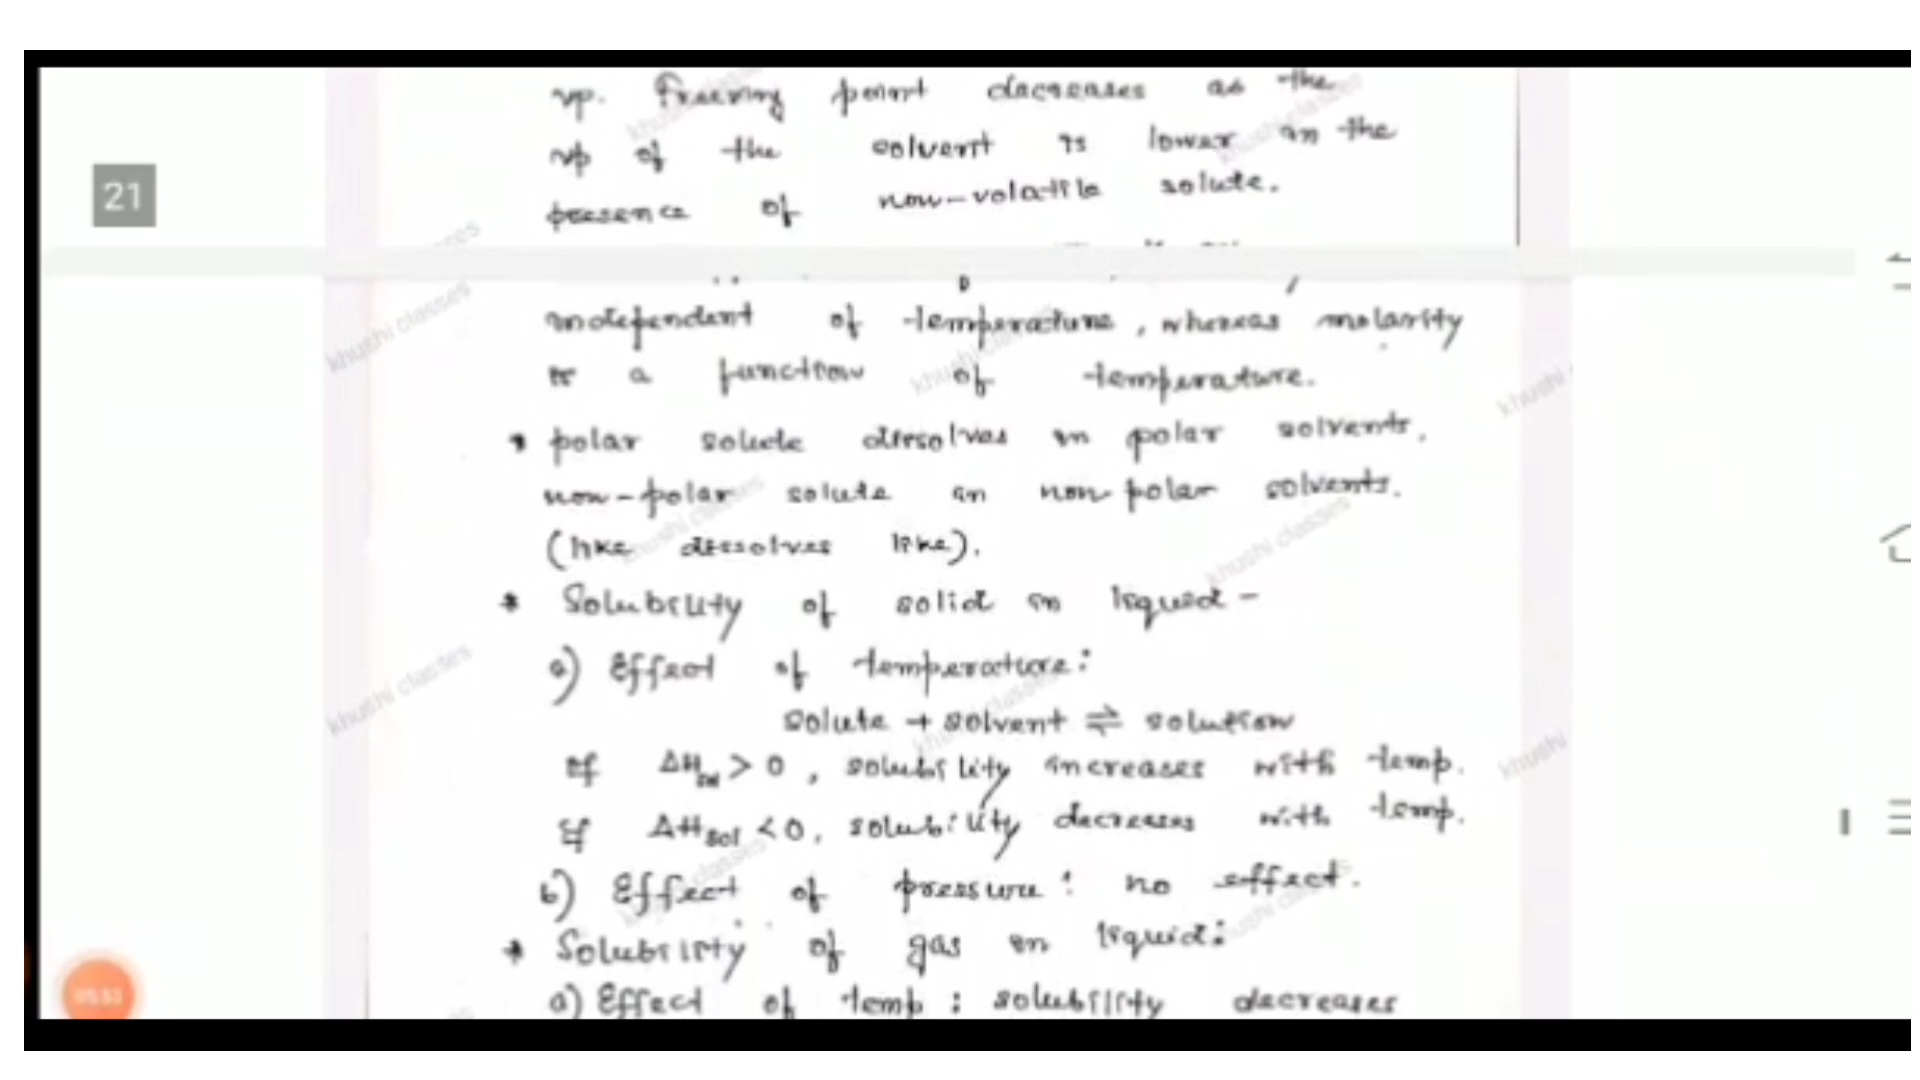 vp. Freezing point decreases as the
21
vp of the solvent is lower in the
presence of non-volatile solute.
independent of temperature, whereas molarity
is a function of temperature.
* polar solute dissolves in polar solvents,
non-polar solute in non-polar solvents.
(like dissolves like).
* Solubility of solid in liquid -
a) Effect of temperature:
solute + solvent ⇌ solution
If ΔHsol > 0, solubility increases with temp.
If ΔHsol < 0, solubility decreases with temp.
b) Effect of pressure: no effect.
* Solubility of gas in liquid:
a) Effect of temp: solubility decreases
khushi classes